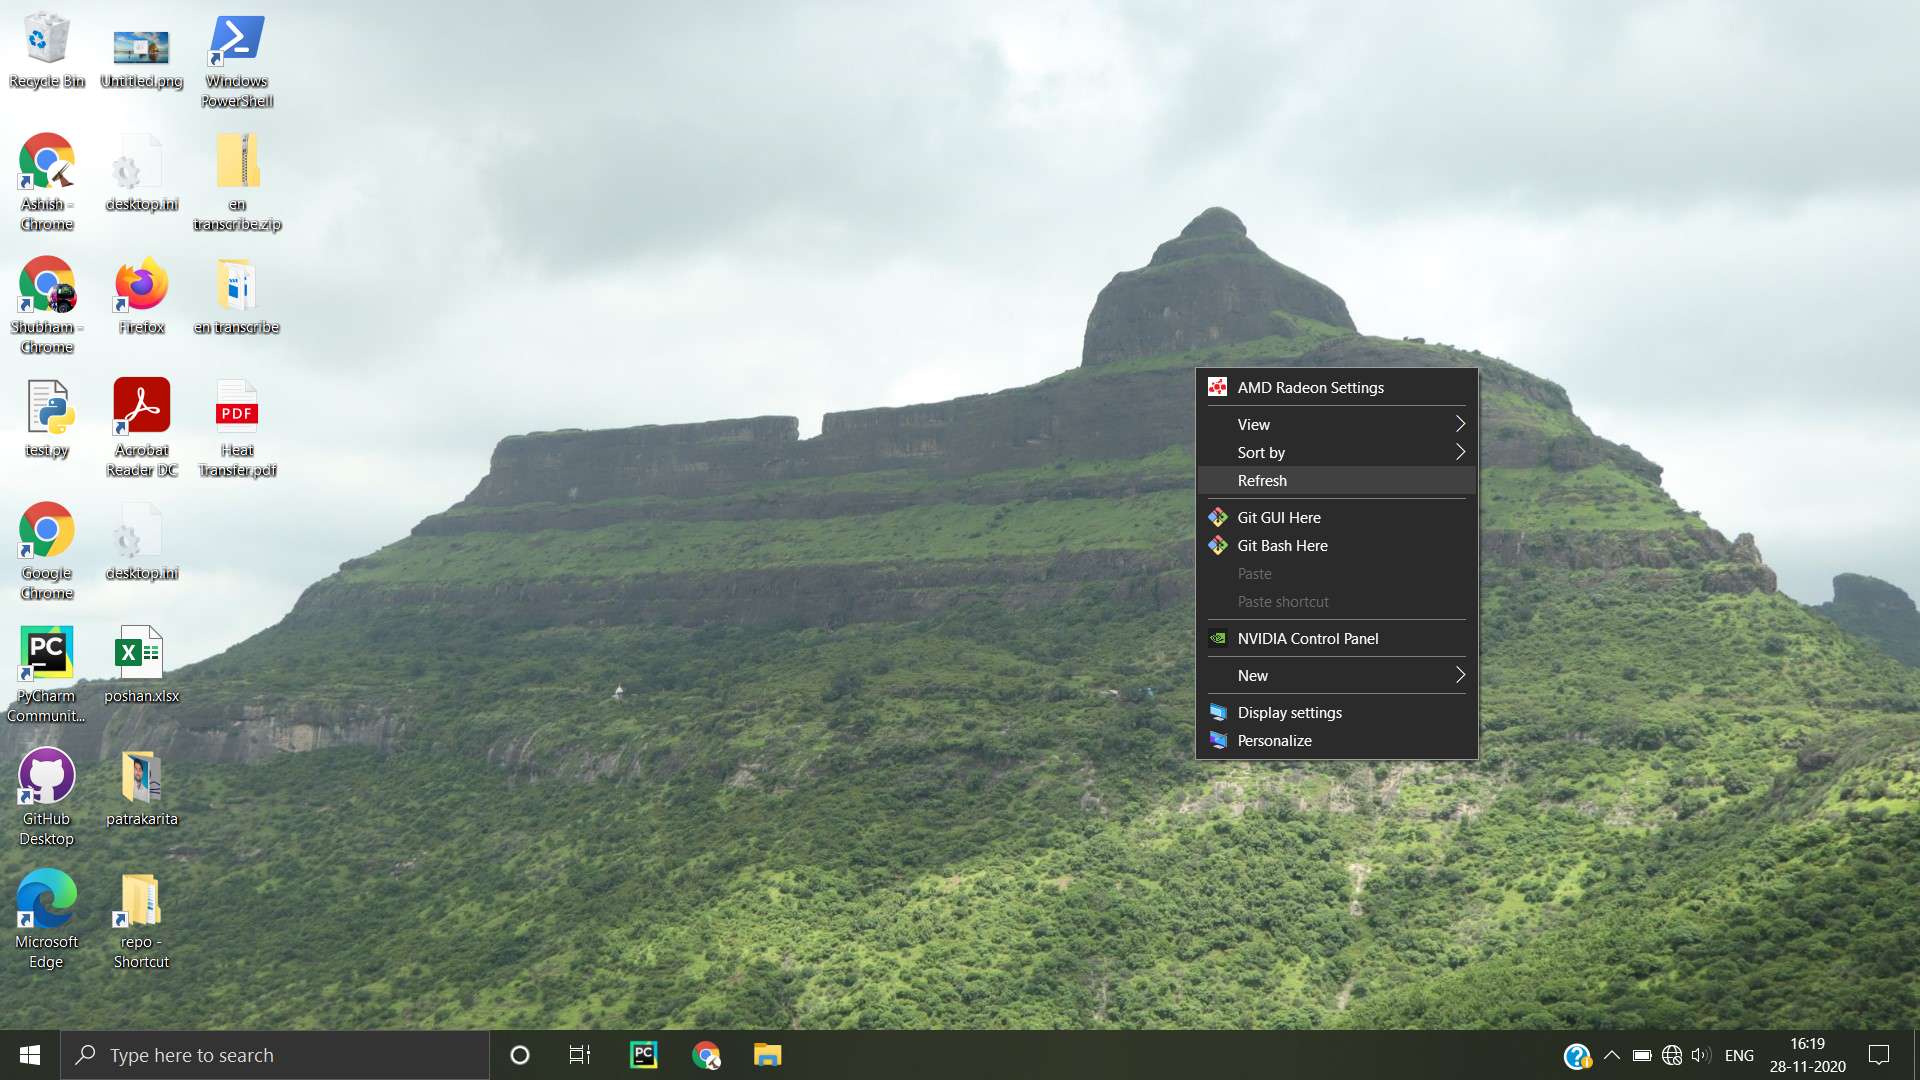 Recycle Bin
Untitled.png
Windows
PowerShell
Ashish -
Chrome
desktop.ini
en
transcribe.zip
Shubham -
Chrome
Firefox
en transcribe
test.py
Acrobat
Reader DC
PDF
Heat
Transfer.pdf
Google
Chrome
desktop.ini
PC
PyCharm
Communit...
X
poshan.xlsx
GitHub
Desktop
patrakarita
Microsoft
Edge
repo -
Shortcut
AMD Radeon Settings
View
Sort by
Refresh
Git GUI Here
Git Bash Here
Paste
Paste shortcut
NVIDIA Control Panel
New
Display settings
Personalize
Type here to search
PC
ENG
16:19
28-11-2020